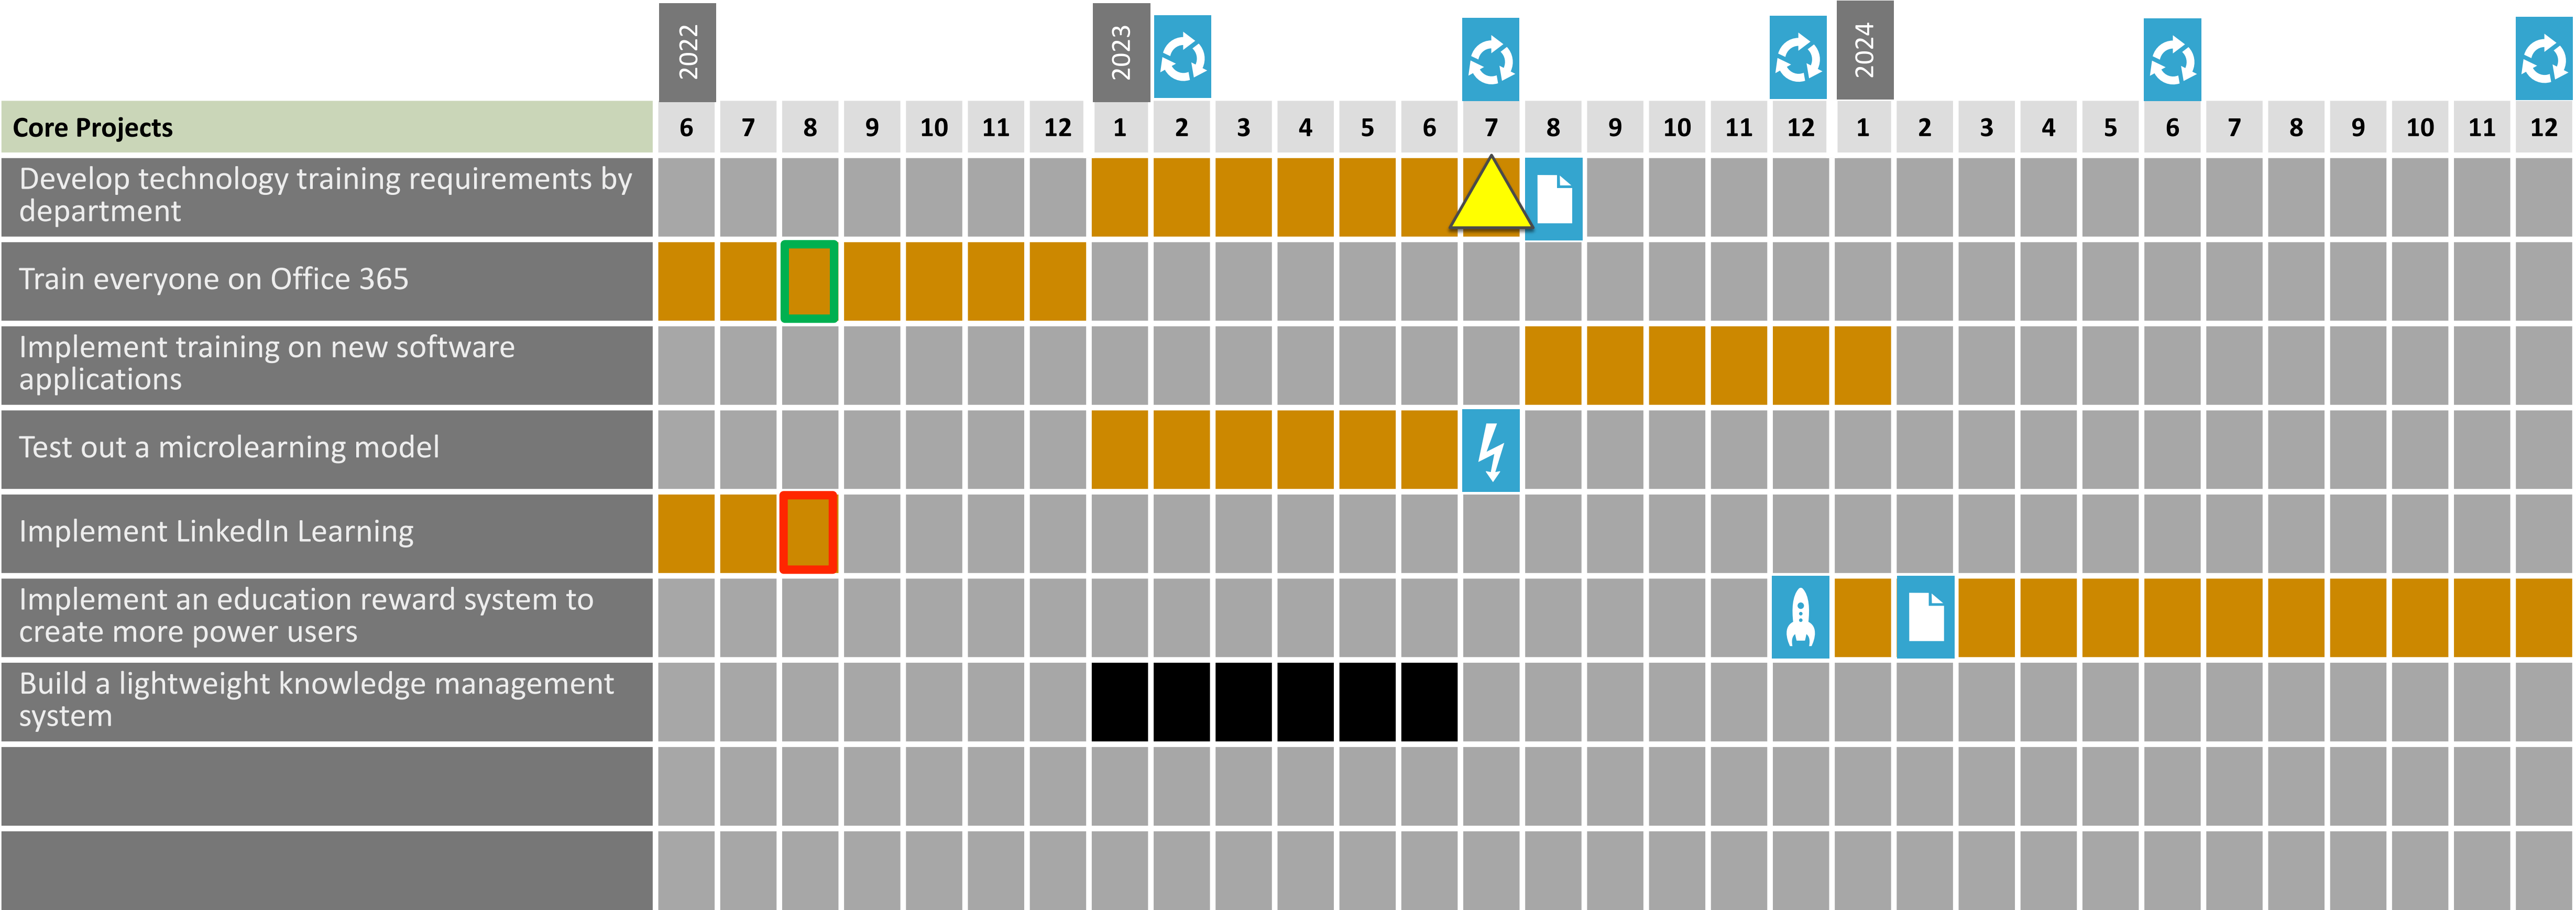 2022
2023
2024
Core Projects
6 7 8 9 10 11 12 1 2 3 4 5 6 7 8 9 10 11 12 1 2 3 4 5 6 7 8 9 10 11 12
Develop technology training requirements by
department
Train everyone on Office 365
Implement training on new software
applications
Test out a microlearning model
Implement LinkedIn Learning
Implement an education reward system to
create more power users
Build a lightweight knowledge management
system